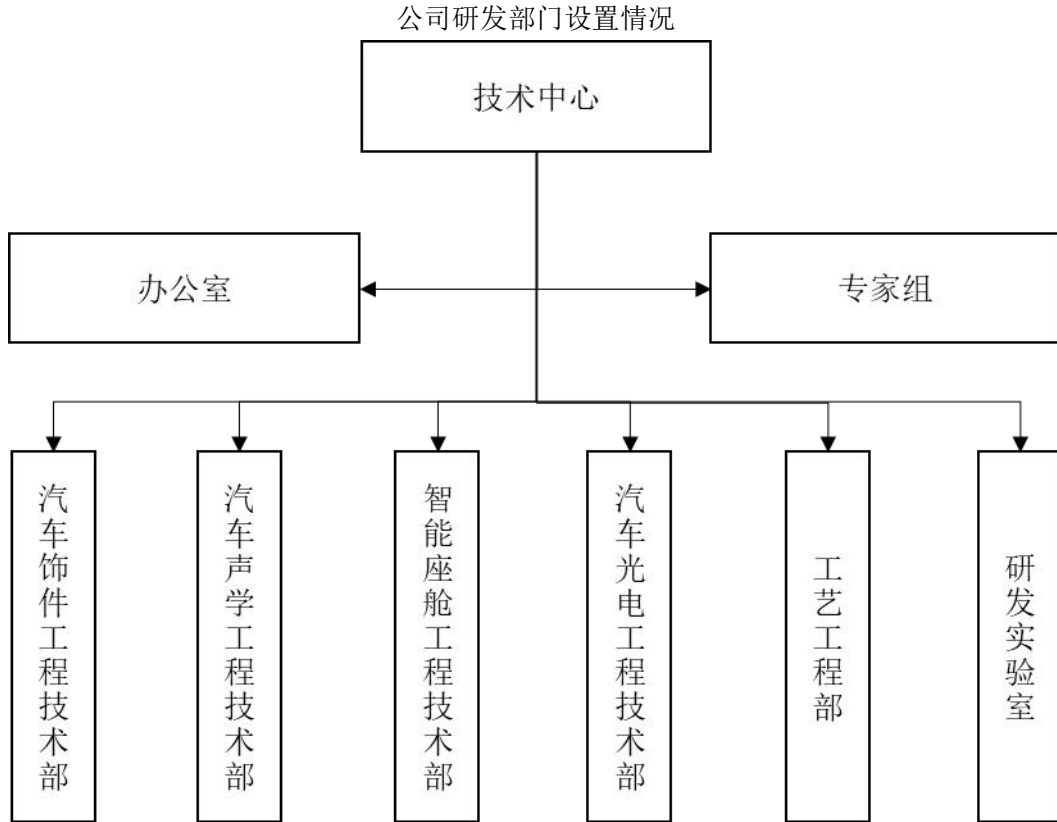 公司研发部门设置情况
技术中心
办公室
专家组
汽车饰件工程技术部
汽车声学工程技术部
智能座舱工程技术部
汽车光电工程技术部
工艺工程部
研发实验室